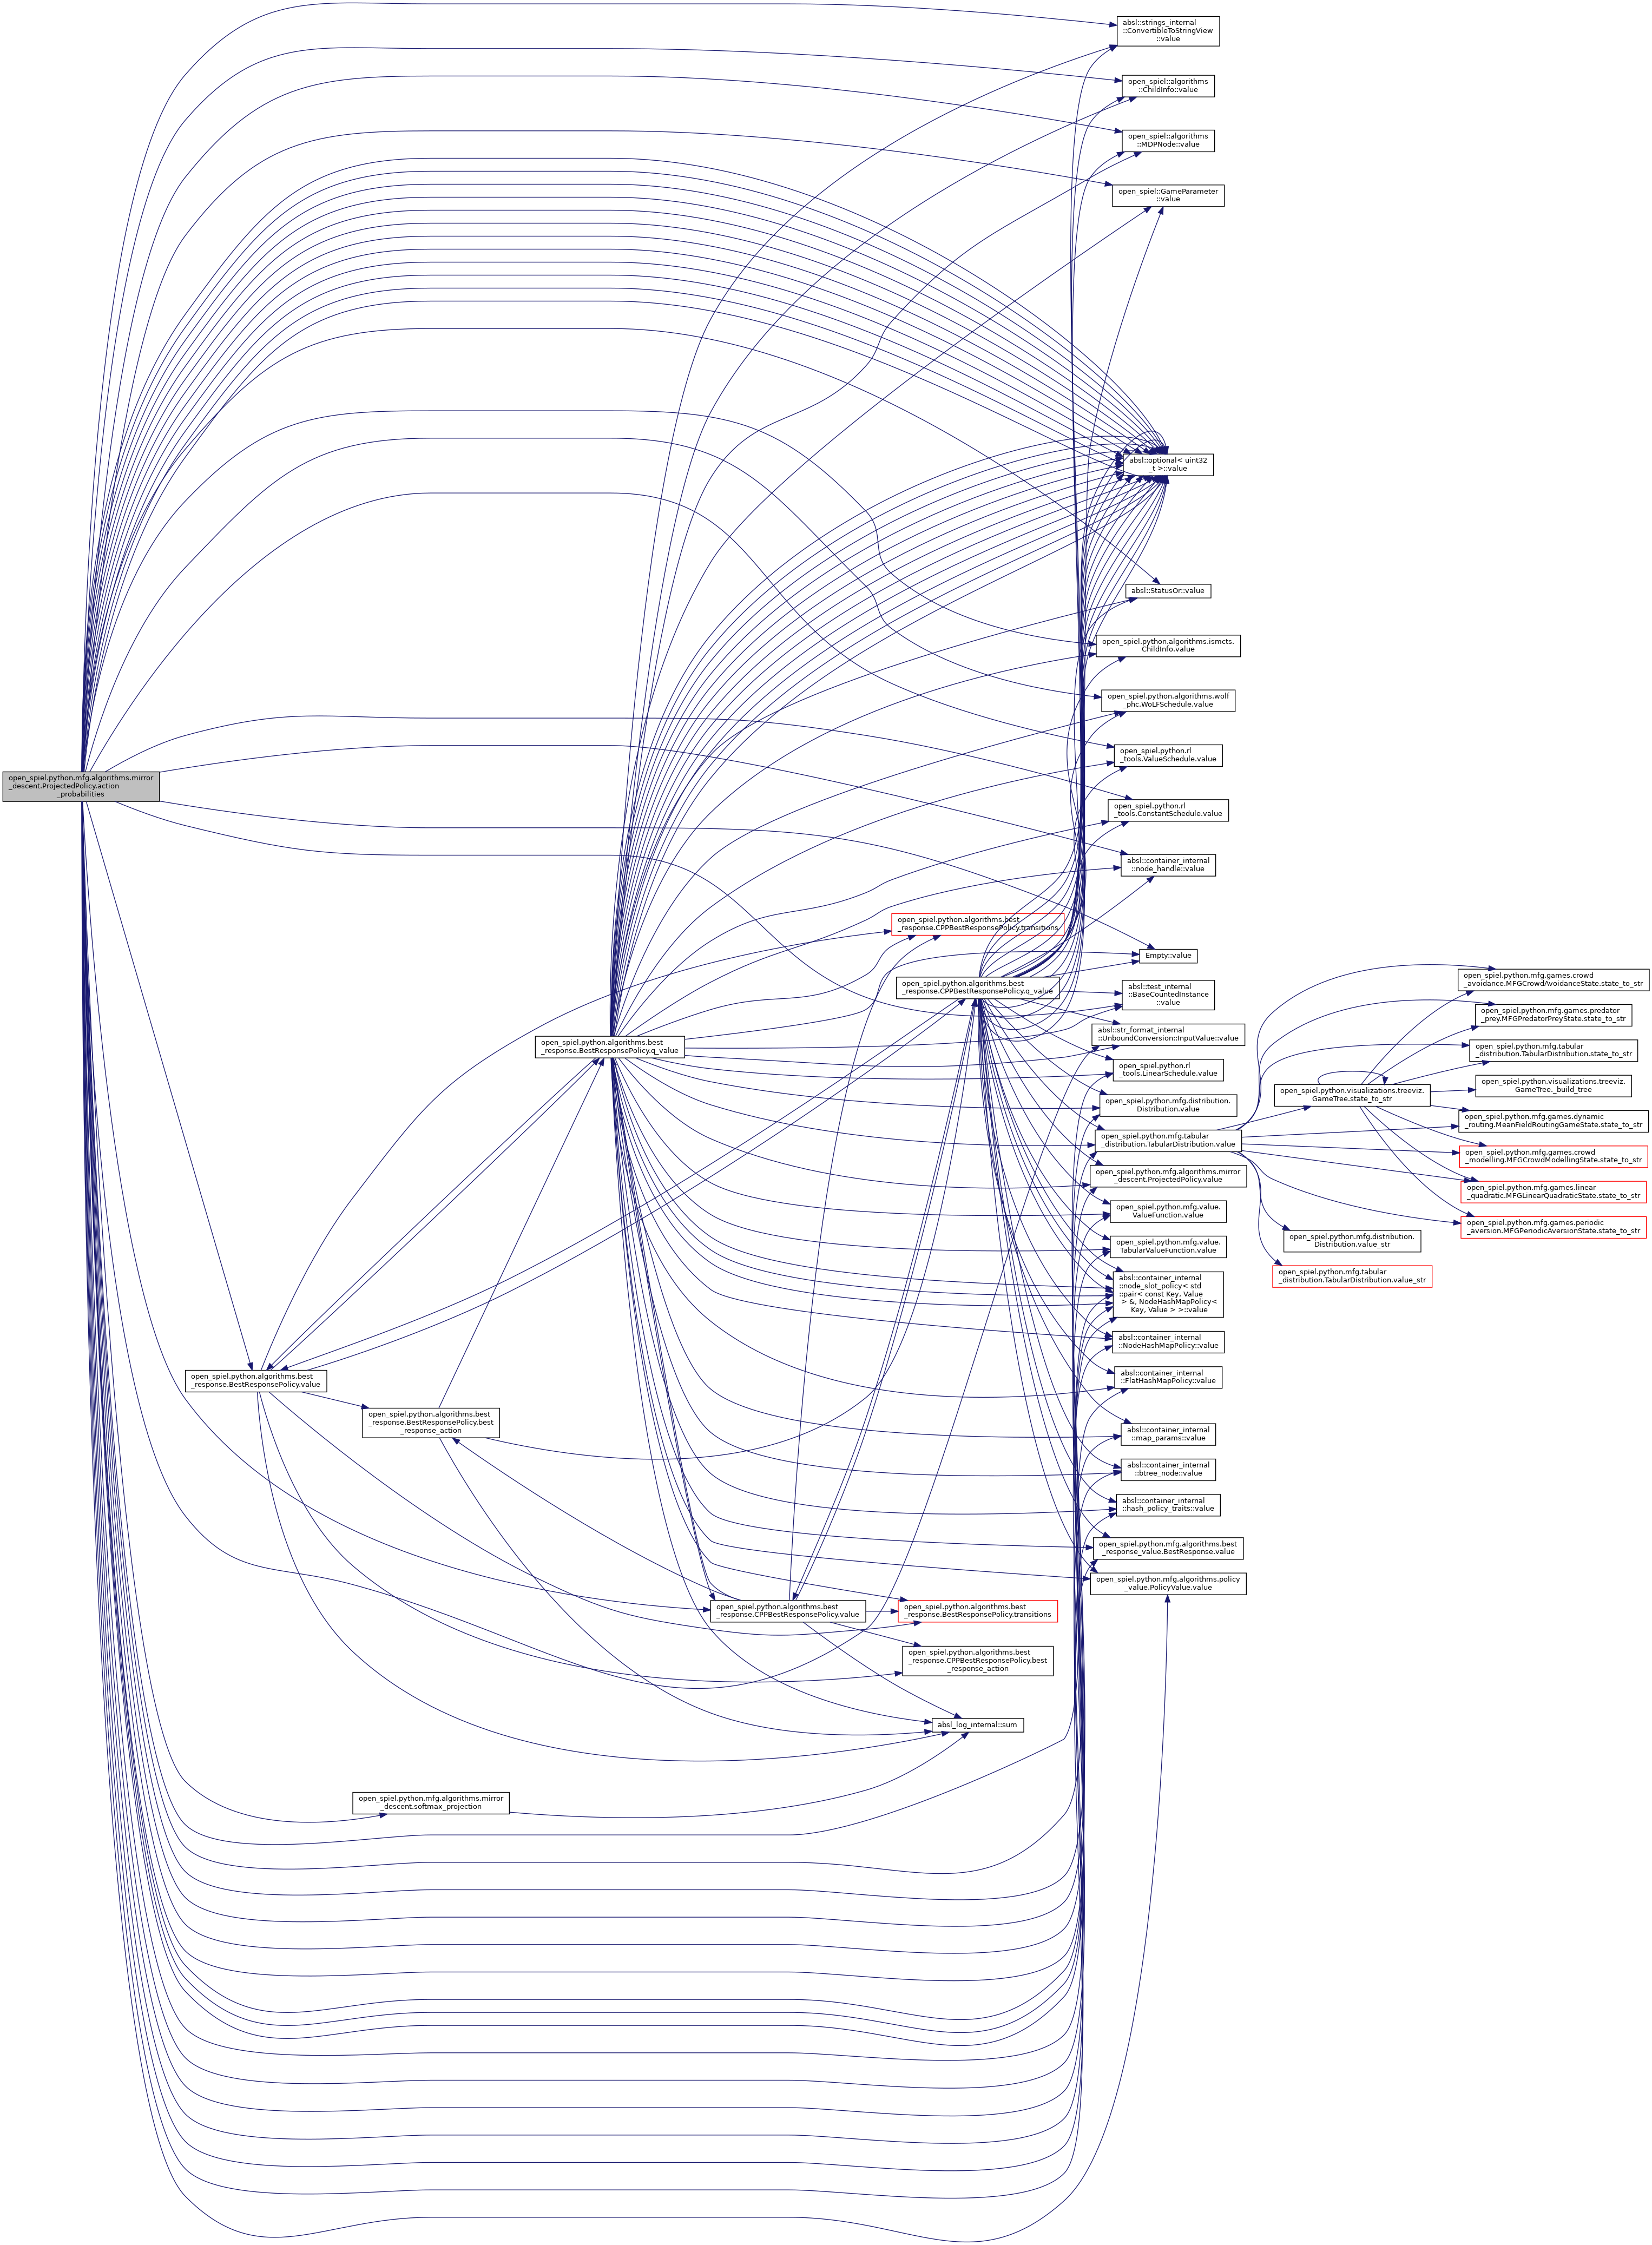 absl::strings_internal
::ConvertibleToStringView
::value
open_spiel::algorithms
::ChildInfo::value
open_spiel::algorithms
::MDPNode::value
open_spiel::GameParameter
::value
absl::optional< uint32
_t >::value
absl::StatusOr::value
open_spiel.python.algorithms.ismcts.
ChildInfo.value
open_spiel.python.algorithms.wolf
_phc.WoLFSchedule.value
open_spiel.python.rl
_tools.ValueSchedule.value
open_spiel.python.mfg.algorithms.mirror
_descent.ProjectedPolicy.action
_probabilities
open_spiel.python.rl
_tools.ConstantSchedule.value
absl::container_internal
::node_handle::value
open_spiel.python.algorithms.best
_response.CPPBestResponsePolicy.transitions
Empty::value
open_spiel.python.algorithms.best
_response.CPPBestResponsePolicy.q_value
absl::test_internal
::BaseCountedInstance
::value
open_spiel.python.mfg.games.crowd
_avoidance.MFGCrowdAvoidanceState.state_to_str
open_spiel.python.mfg.games.predator
_prey.MFGPredatorPreyState.state_to_str
absl::str_format_internal
::UnboundConversion::InputValue::value
open_spiel.python.algorithms.best
_response.BestResponsePolicy.q_value
open_spiel.python.mfg.tabular
_distribution.TabularDistribution.state_to_str
open_spiel.python.rl
_tools.LinearSchedule.value
open_spiel.python.visualizations.treeviz.
GameTree.state_to_str
open_spiel.python.visualizations.treeviz.
GameTree._build_tree
open_spiel.python.mfg.distribution.
Distribution.value
open_spiel.python.mfg.games.dynamic
_routing.MeanFieldRoutingGameState.state_to_str
open_spiel.python.mfg.tabular
_distribution.TabularDistribution.value
open_spiel.python.mfg.games.crowd
_modelling.MFGCrowdModellingState.state_to_str
open_spiel.python.mfg.algorithms.mirror
_descent.ProjectedPolicy.value
open_spiel.python.mfg.games.linear
_quadratic.MFGLinearQuadraticState.state_to_str
open_spiel.python.mfg.value.
ValueFunction.value
open_spiel.python.mfg.games.periodic
_aversion.MFGPeriodicAversionState.state_to_str
open_spiel.python.mfg.distribution.
Distribution.value_str
open_spiel.python.mfg.value.
TabularValueFunction.value
open_spiel.python.mfg.tabular
_distribution.TabularDistribution.value_str
absl::container_internal
::node_slot_policy< std
::pair< const Key, Value
> &, NodeHashMapPolicy<
Key, Value > >::value
absl::container_internal
::NodeHashMapPolicy::value
open_spiel.python.algorithms.best
_response.BestResponsePolicy.value
absl::container_internal
::FlatHashMapPolicy::value
open_spiel.python.algorithms.best
_response.BestResponsePolicy.best
_response_action
absl::container_internal
::map_params::value
absl::container_internal
::btree_node::value
absl::container_internal
::hash_policy_traits::value
open_spiel.python.mfg.algorithms.best
_response_value.BestResponse.value
open_spiel.python.mfg.algorithms.policy
_value.PolicyValue.value
open_spiel.python.algorithms.best
_response.CPPBestResponsePolicy.value
open_spiel.python.algorithms.best
_response.BestResponsePolicy.transitions
open_spiel.python.algorithms.best
_response.CPPBestResponsePolicy.best
_response_action
absl_log_internal::sum
open_spiel.python.mfg.algorithms.mirror
_descent.softmax_projection